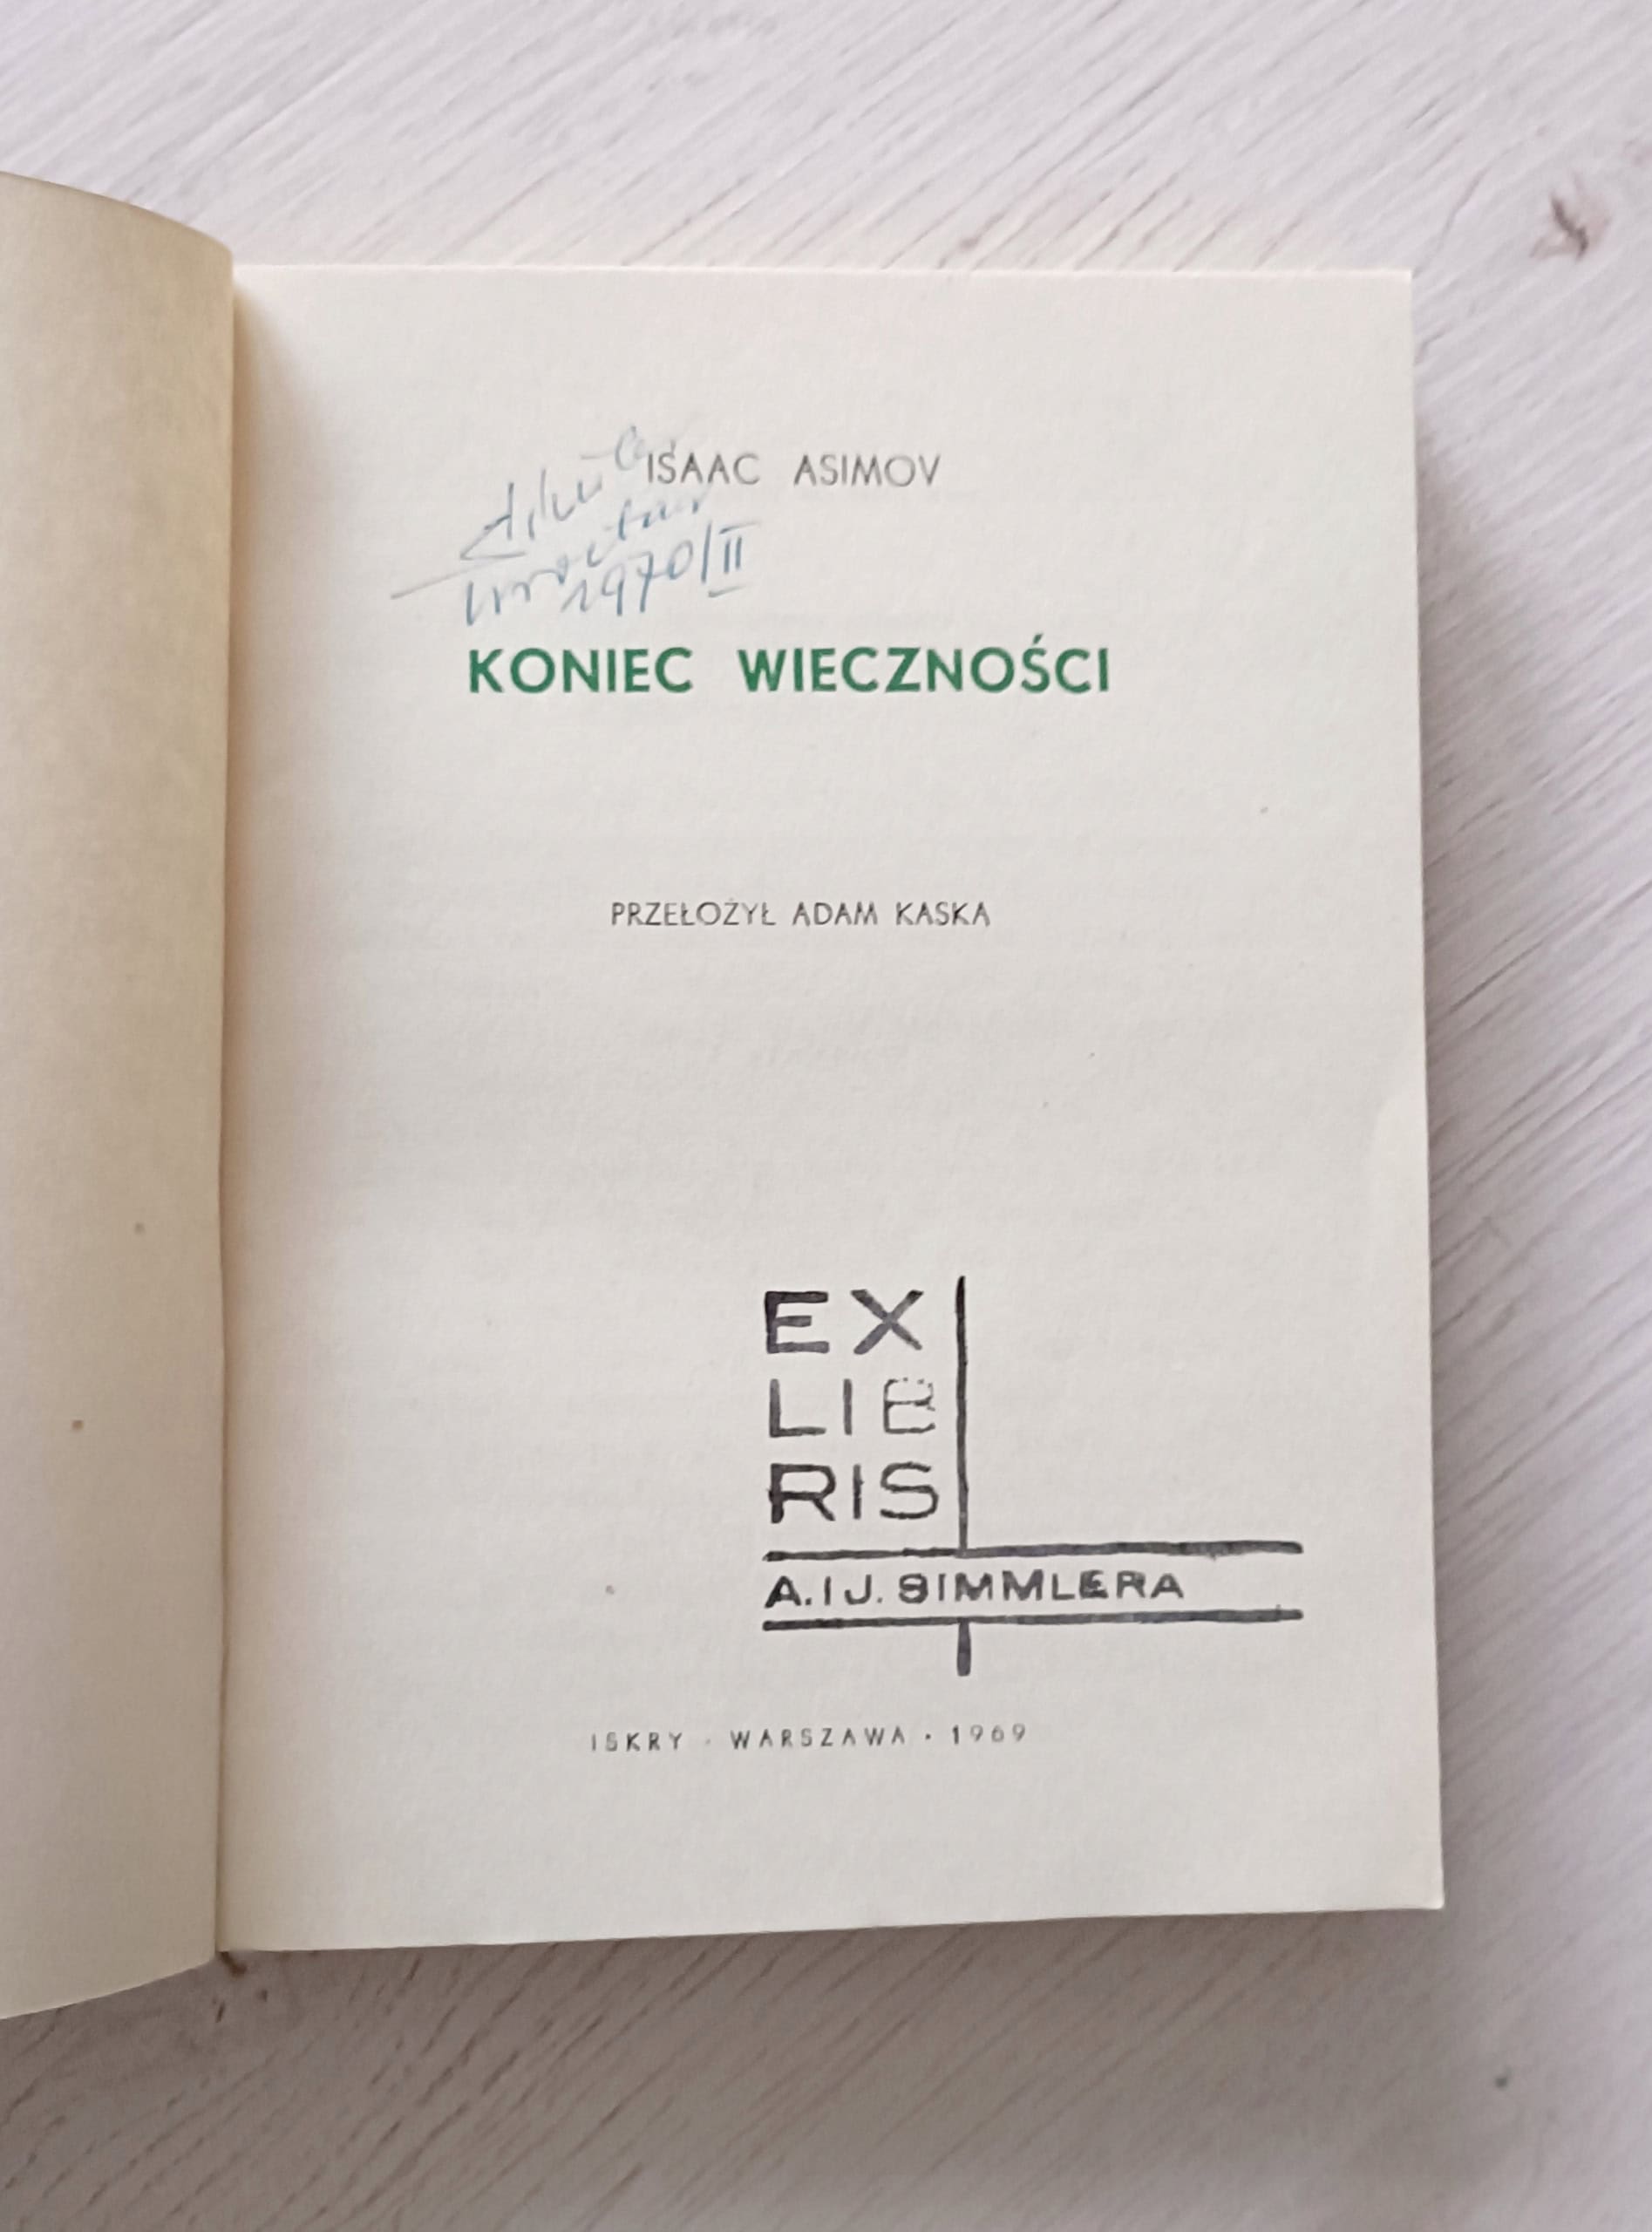 ISAAC ASIMOV
1970/II
KONIEC WIECZNOŚCI
PRZEŁOŻYŁ ADAM KASKA
EX
LIB
RIS
A. I J. SIMMLERA
ISKRY · WARSZAWA · 1969